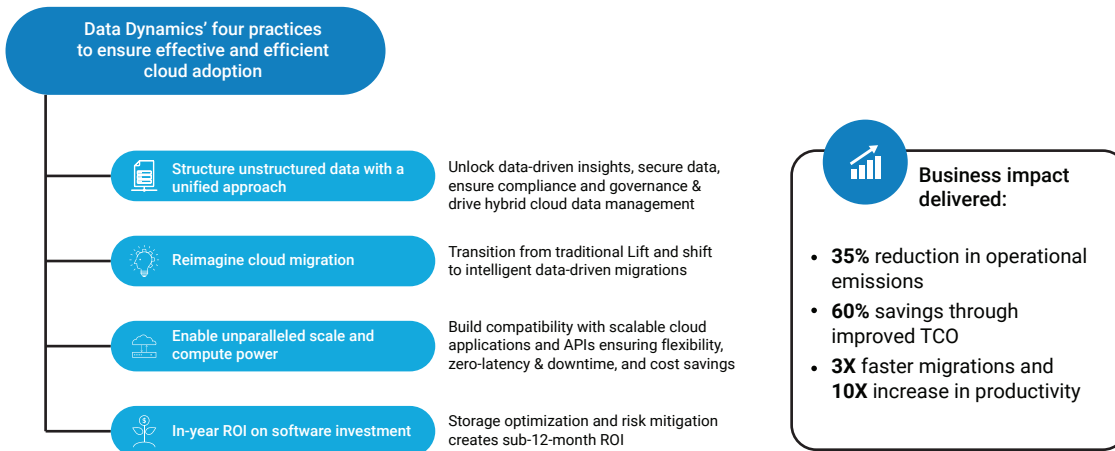 Data Dynamics' four practices
to ensure effective and efficient
cloud adoption
Structure unstructured data with a
unified approach
Unlock data-driven insights, secure data,
ensure compliance and governance &
drive hybrid cloud data management
Reimagine cloud migration
Transition from traditional Lift and shift
to intelligent data-driven migrations
Enable unparalleled scale and
compute power
Build compatibility with scalable cloud
applications and APIs ensuring flexibility,
zero-latency & downtime, and cost savings
In-year ROI on software investment
Storage optimization and risk mitigation
creates sub-12-month ROI
Business impact
delivered:
• 35% reduction in operational
emissions
• 60% savings through
improved TCO
• 3X faster migrations and
10X increase in productivity